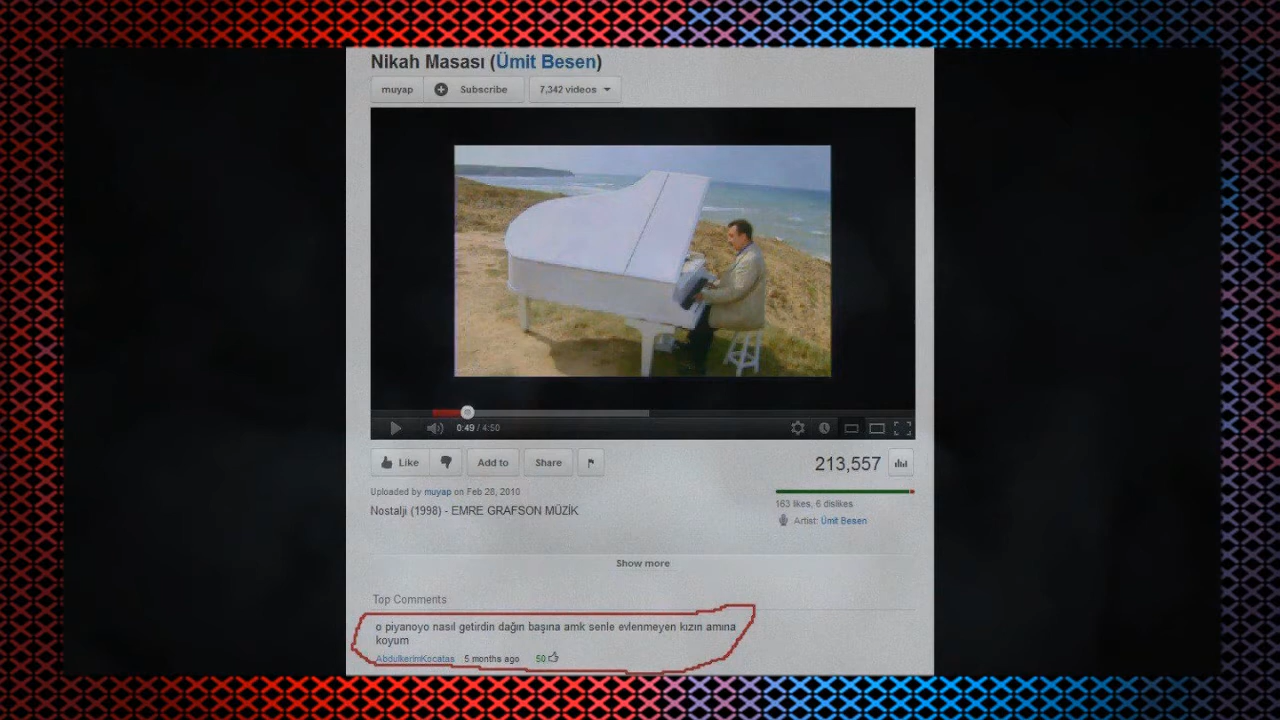 Nikah Masası (Ümit Besen)
muyap Subscribe 7,342 videos
0:49 / 4:50
Like Add to Share 213,557
Uploaded by muyap on Feb 28, 2010
163 likes, 6 dislikes
Nostalji (1998) - EMRE GRAFSON MÜZİK
Artist: Ümit Besen
Show more
Top Comments
o piyanoyo nasıl getirdin dağın başına amk senle evlenmeyen kızın amına
koyum
AbdulkerimKocatas 5 months ago 50